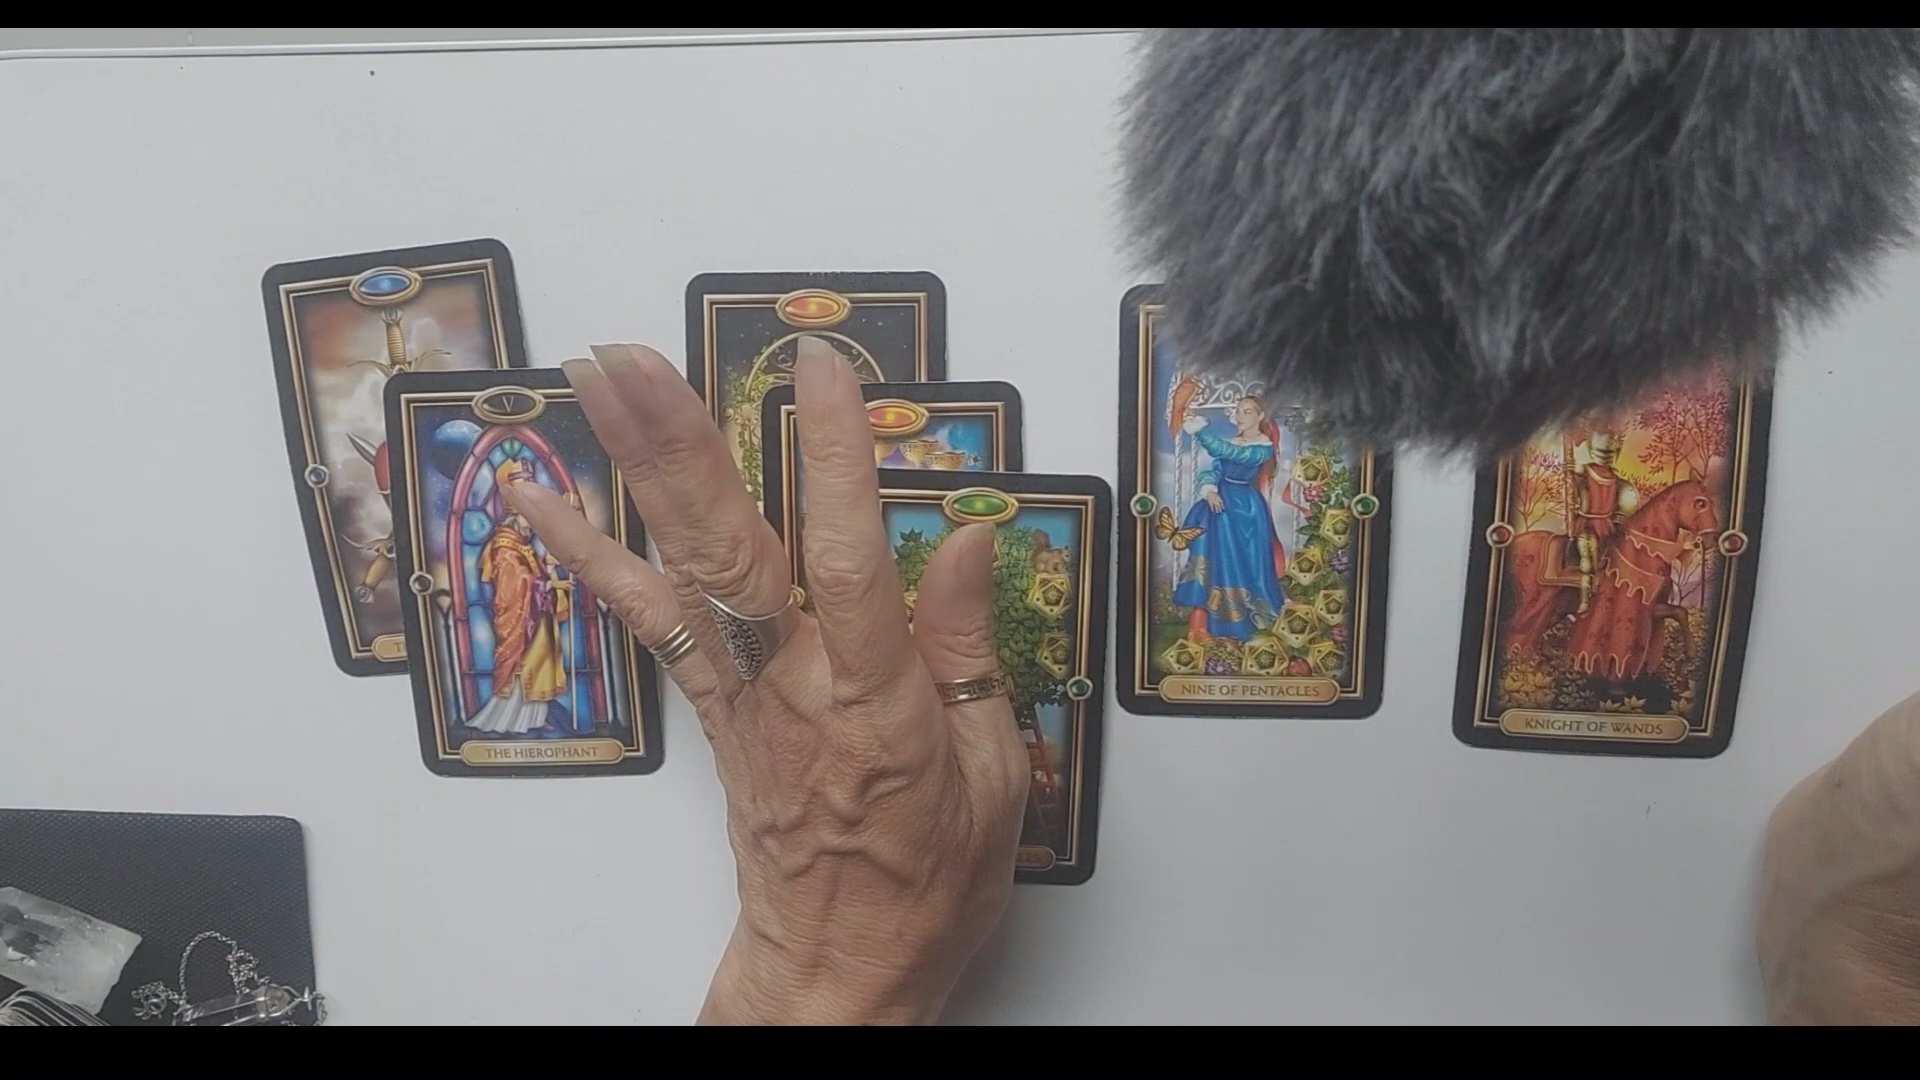 V
NINE OF PENTACLES
KNIGHT OF WANDS
THE HIEROPHANT